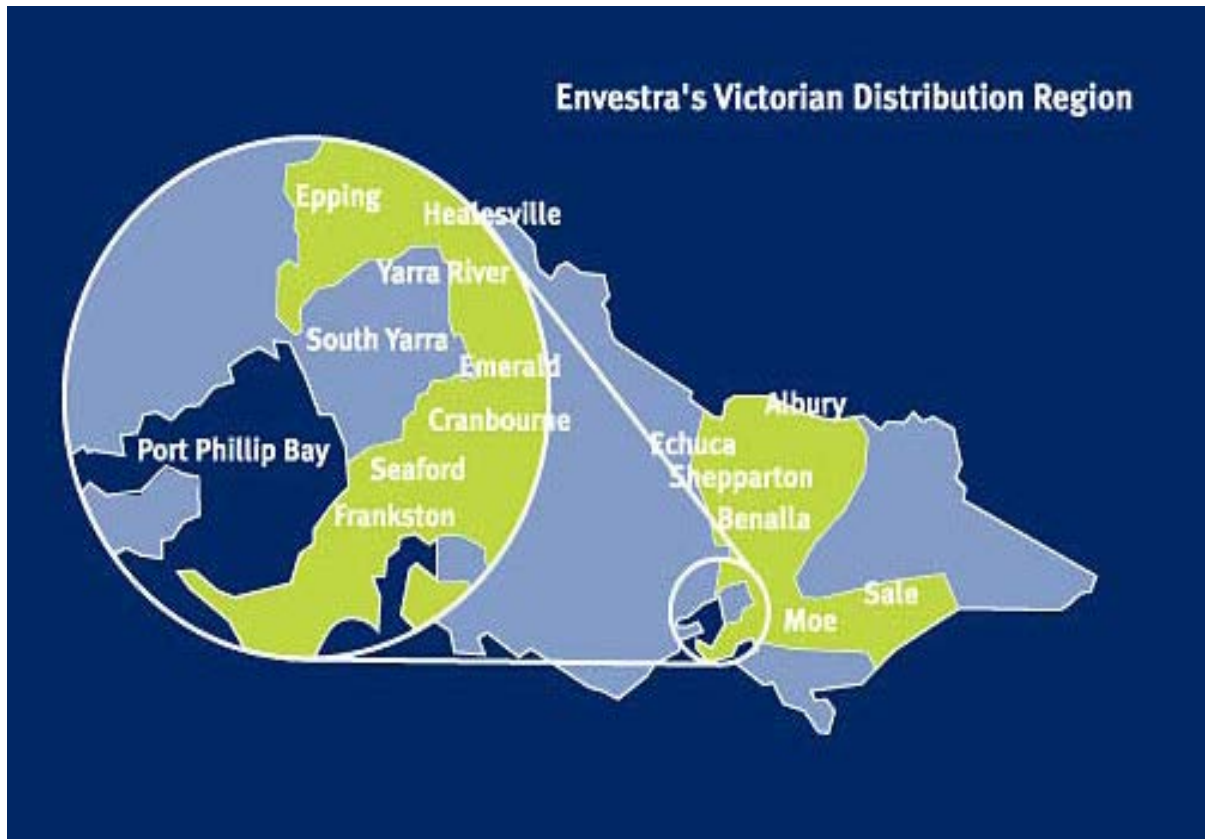 Envestra's Victorian Distribution Region
Epping
Healesville
Yarra River
South Yarra
Emerald
Cranbourne
Port Phillip Bay
Seaford
Frankston
Albury
Echuca
Shepparton
Benalla
Sale
Moe